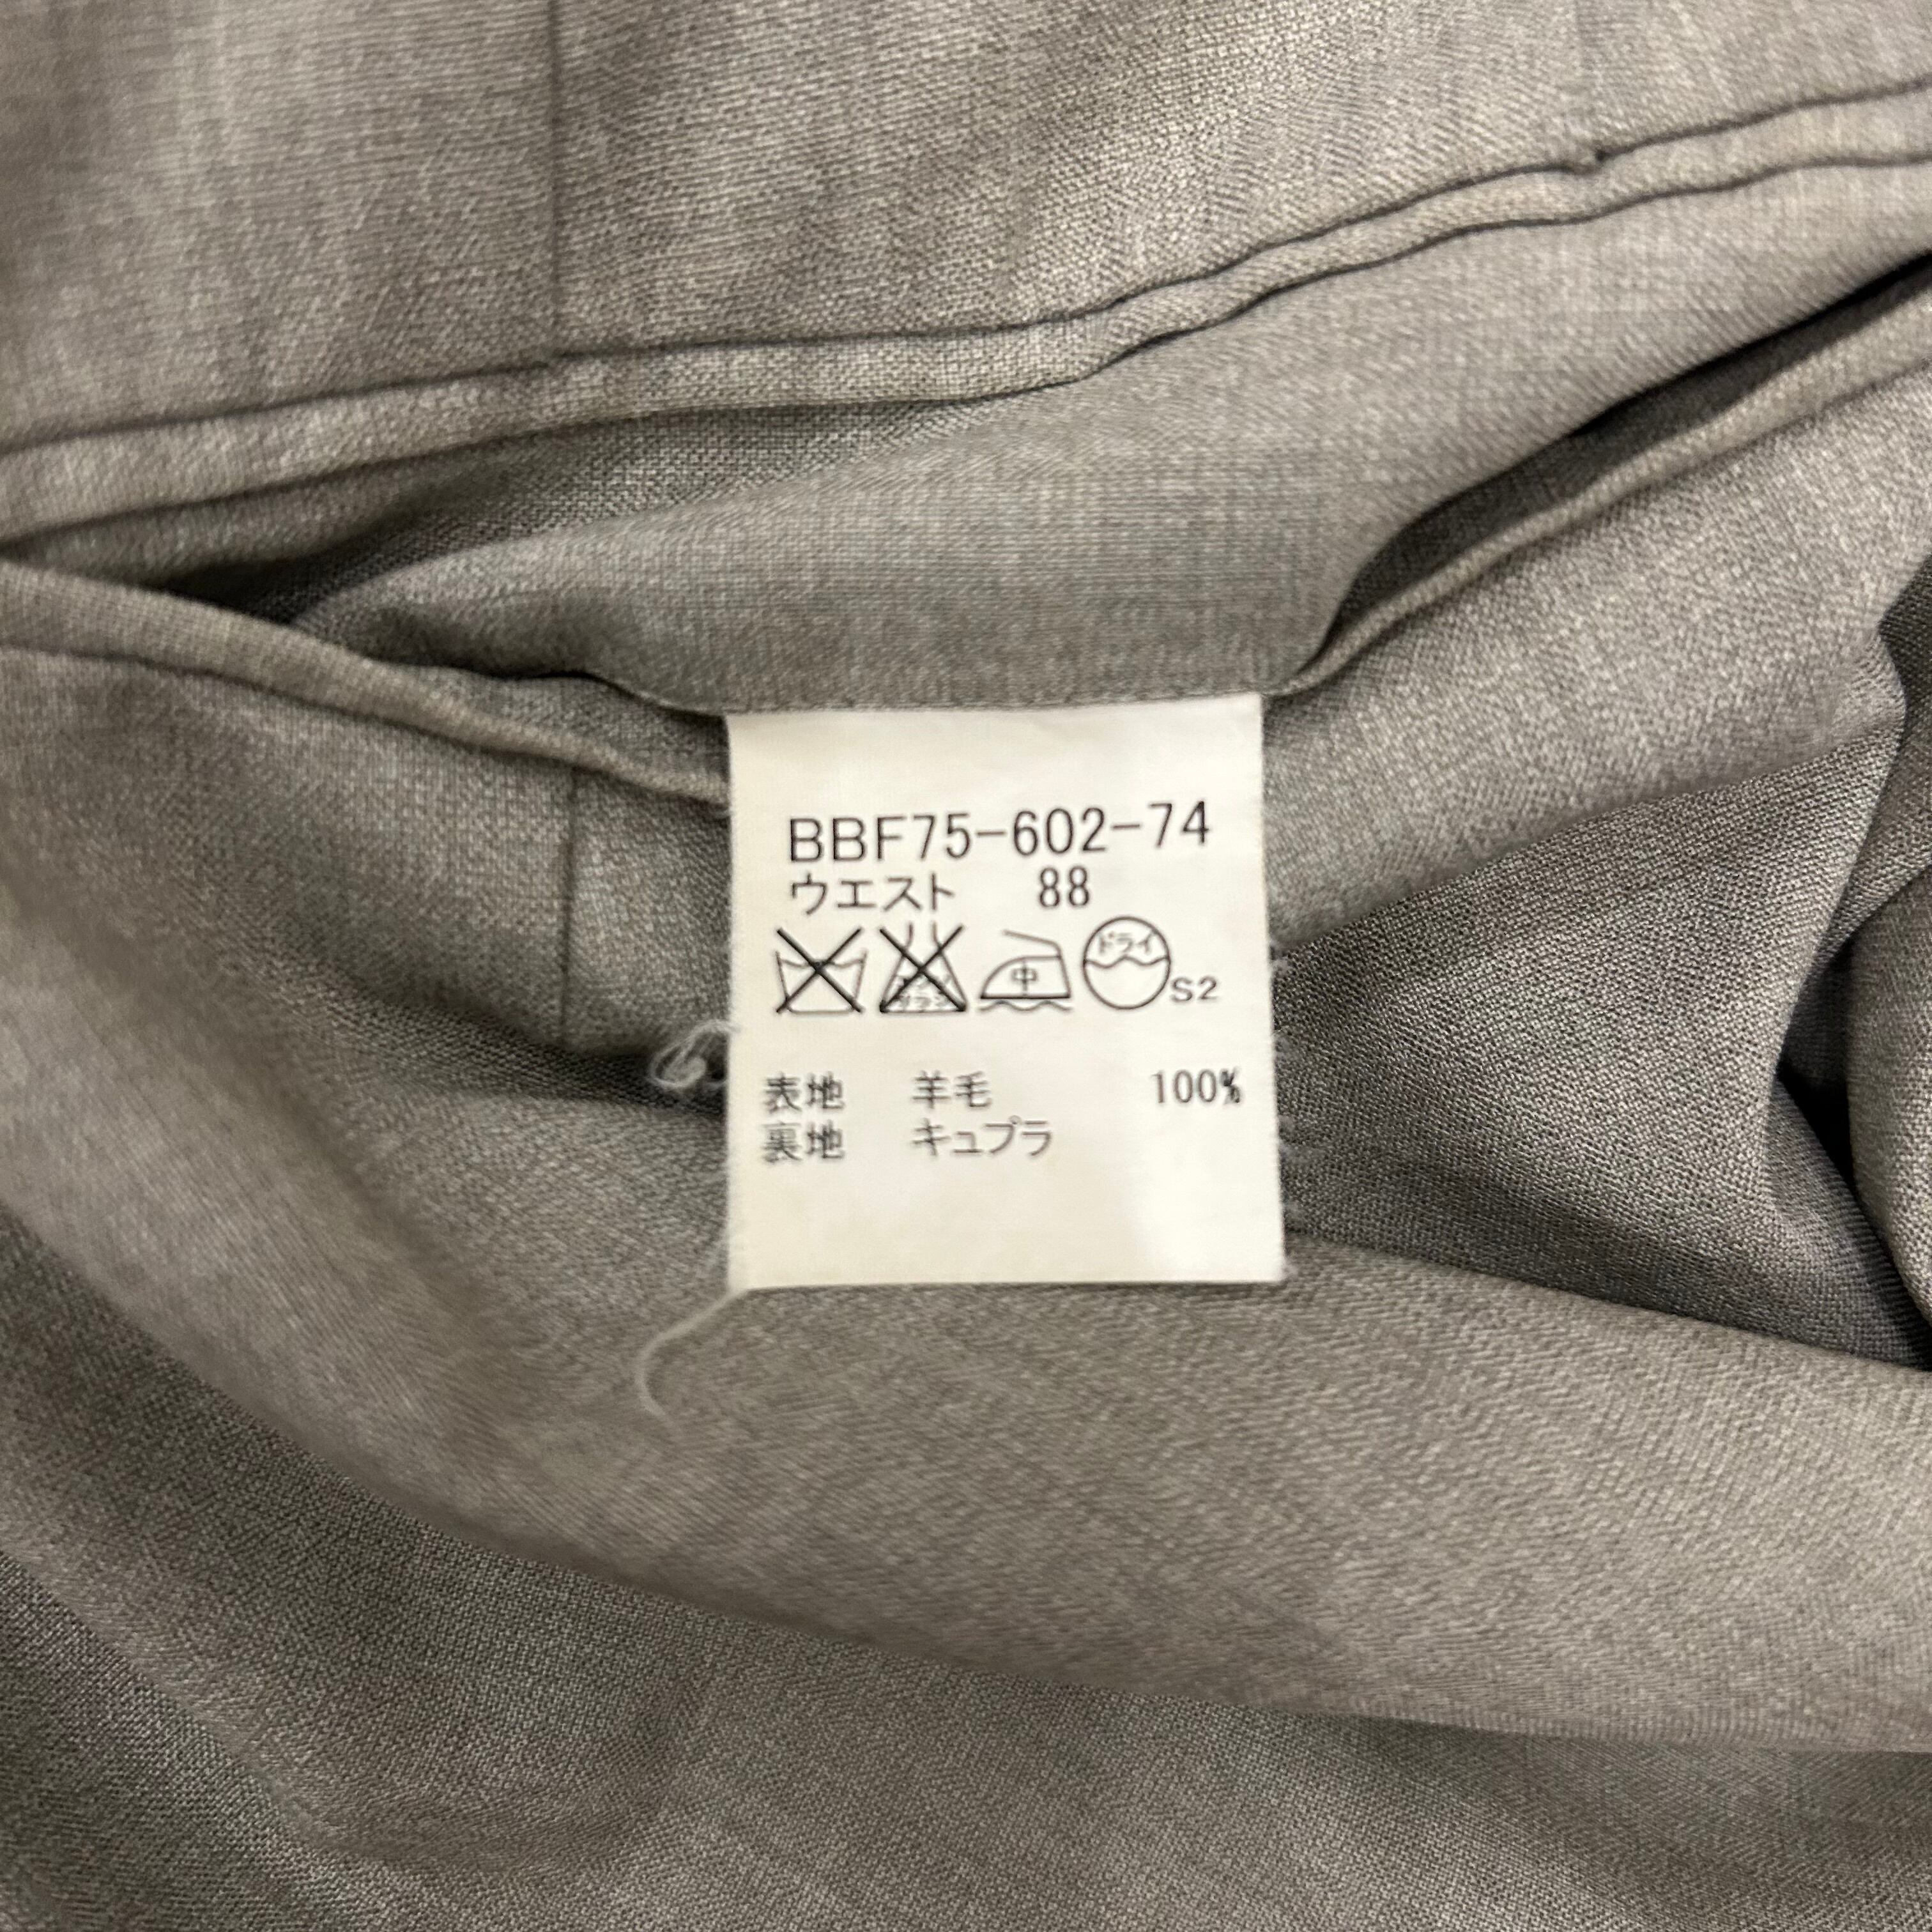 BBF75-602-74
ウエスト 88
中 ドライ S2
表地 羊毛 100%
裏地 キュプラ